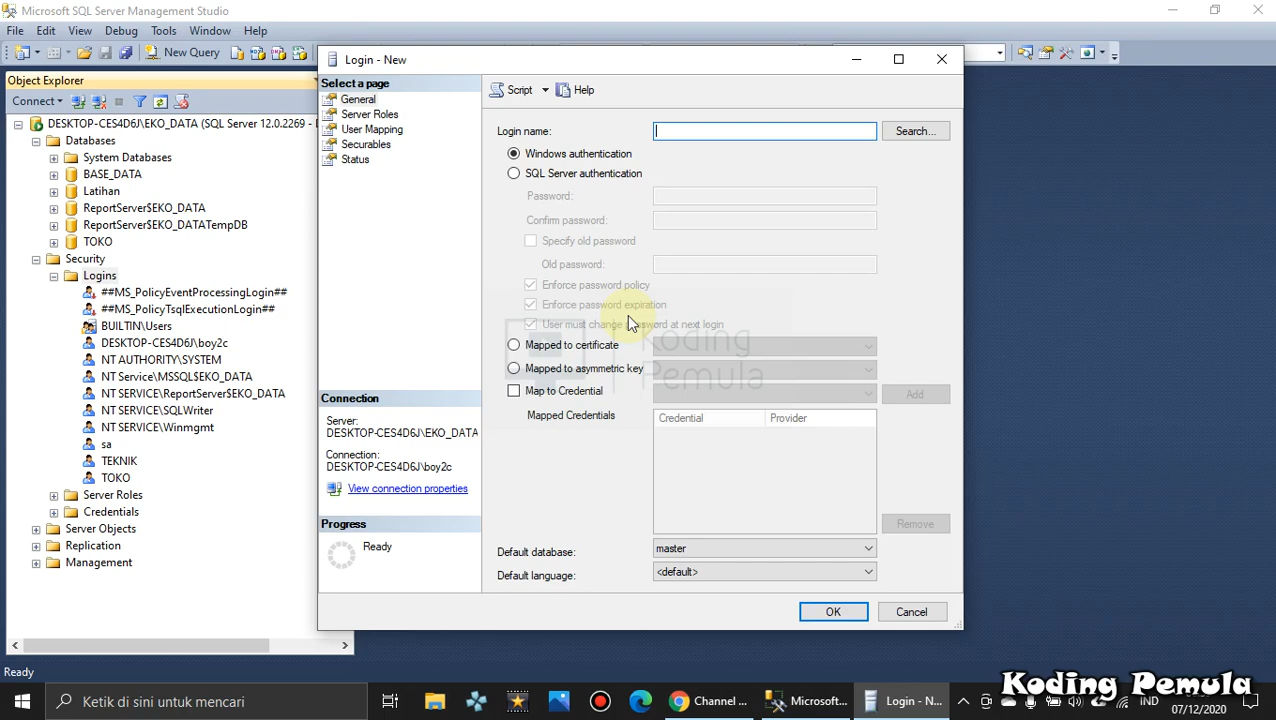 Microsoft SQL Server Management Studio
File Edit View Debug Tools Window Help
New Query
Object Explorer
Connect
DESKTOP-CES4D6J\EKO_DATA (SQL Server 12.0.2269 -
Databases
System Databases
BASE_DATA
Latihan
ReportServer$EKO_DATA
ReportServer$EKO_DATATempDB
TOKO
Security
Logins
##MS_PolicyEventProcessingLogin##
##MS_PolicyTsqlExecutionLogin##
BUILTIN\Users
DESKTOP-CES4D6J\boy2c
NT AUTHORITY\SYSTEM
NT Service\MSSQL$EKO_DATA
NT SERVICE\ReportServer$EKO_DATA
NT SERVICE\SQLWriter
NT SERVICE\Winmgmt
sa
TEKNIK
TOKO
Server Roles
Credentials
Server Objects
Replication
Management
Login - New
Select a page
General
Server Roles
User Mapping
Securables
Status
Connection
Server:
DESKTOP-CES4D6J\EKO_DATA
Connection:
DESKTOP-CES4D6J\boy2c
View connection properties
Progress
Ready
Script Help
Login name: Search...
Windows authentication
SQL Server authentication
Password:
Confirm password:
Specify old password
Old password:
Enforce password policy
Enforce password expiration
User must change password at next login
Mapped to certificate
Mapped to asymmetric key
Map to Credential Add
Mapped Credentials Credential Provider
Koding
Pemula
Remove
Default database: master
Default language: <default>
OK Cancel
Ready
Koding Pemula
Ketik di sini untuk mencari
Channel ...
Microsoft...
Login - N...
IND
07/12/2020